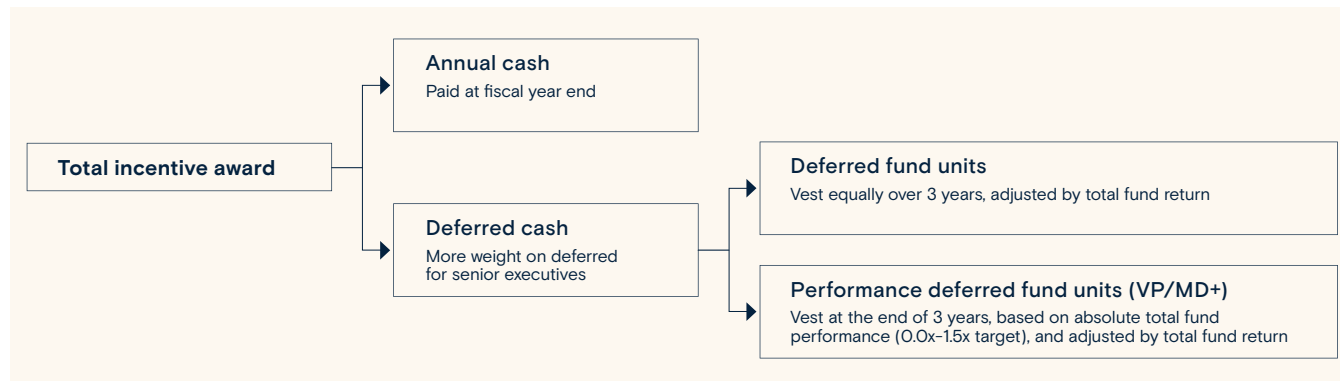 Total incentive award
Annual cash
Paid at fiscal year end
Deferred cash
More weight on deferred
for senior executives
Deferred fund units
Vest equally over 3 years, adjusted by total fund return
Performance deferred fund units (VP/MD+)
Vest at the end of 3 years, based on absolute total fund
performance (0.0x–1.5x target), and adjusted by total fund return